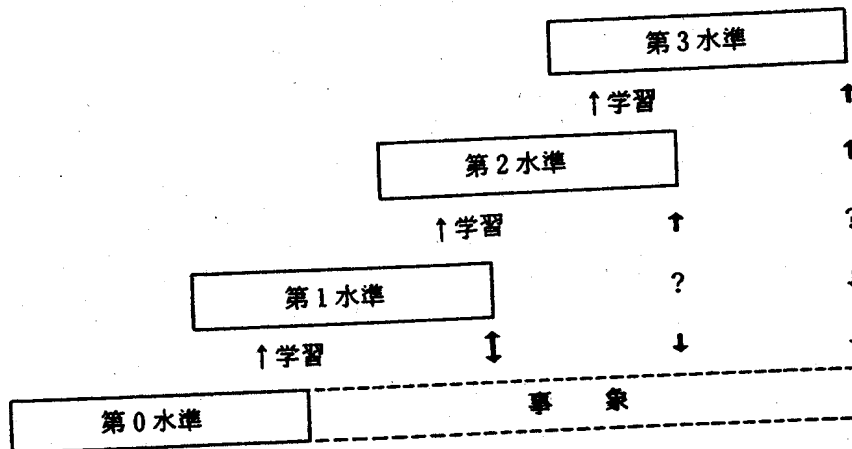 第3水準
↑学習 ↑
第2水準 ↑
↑学習 ↑ ?
第1水準 ?
↑学習 ↕ ↓
第0水準 事 象